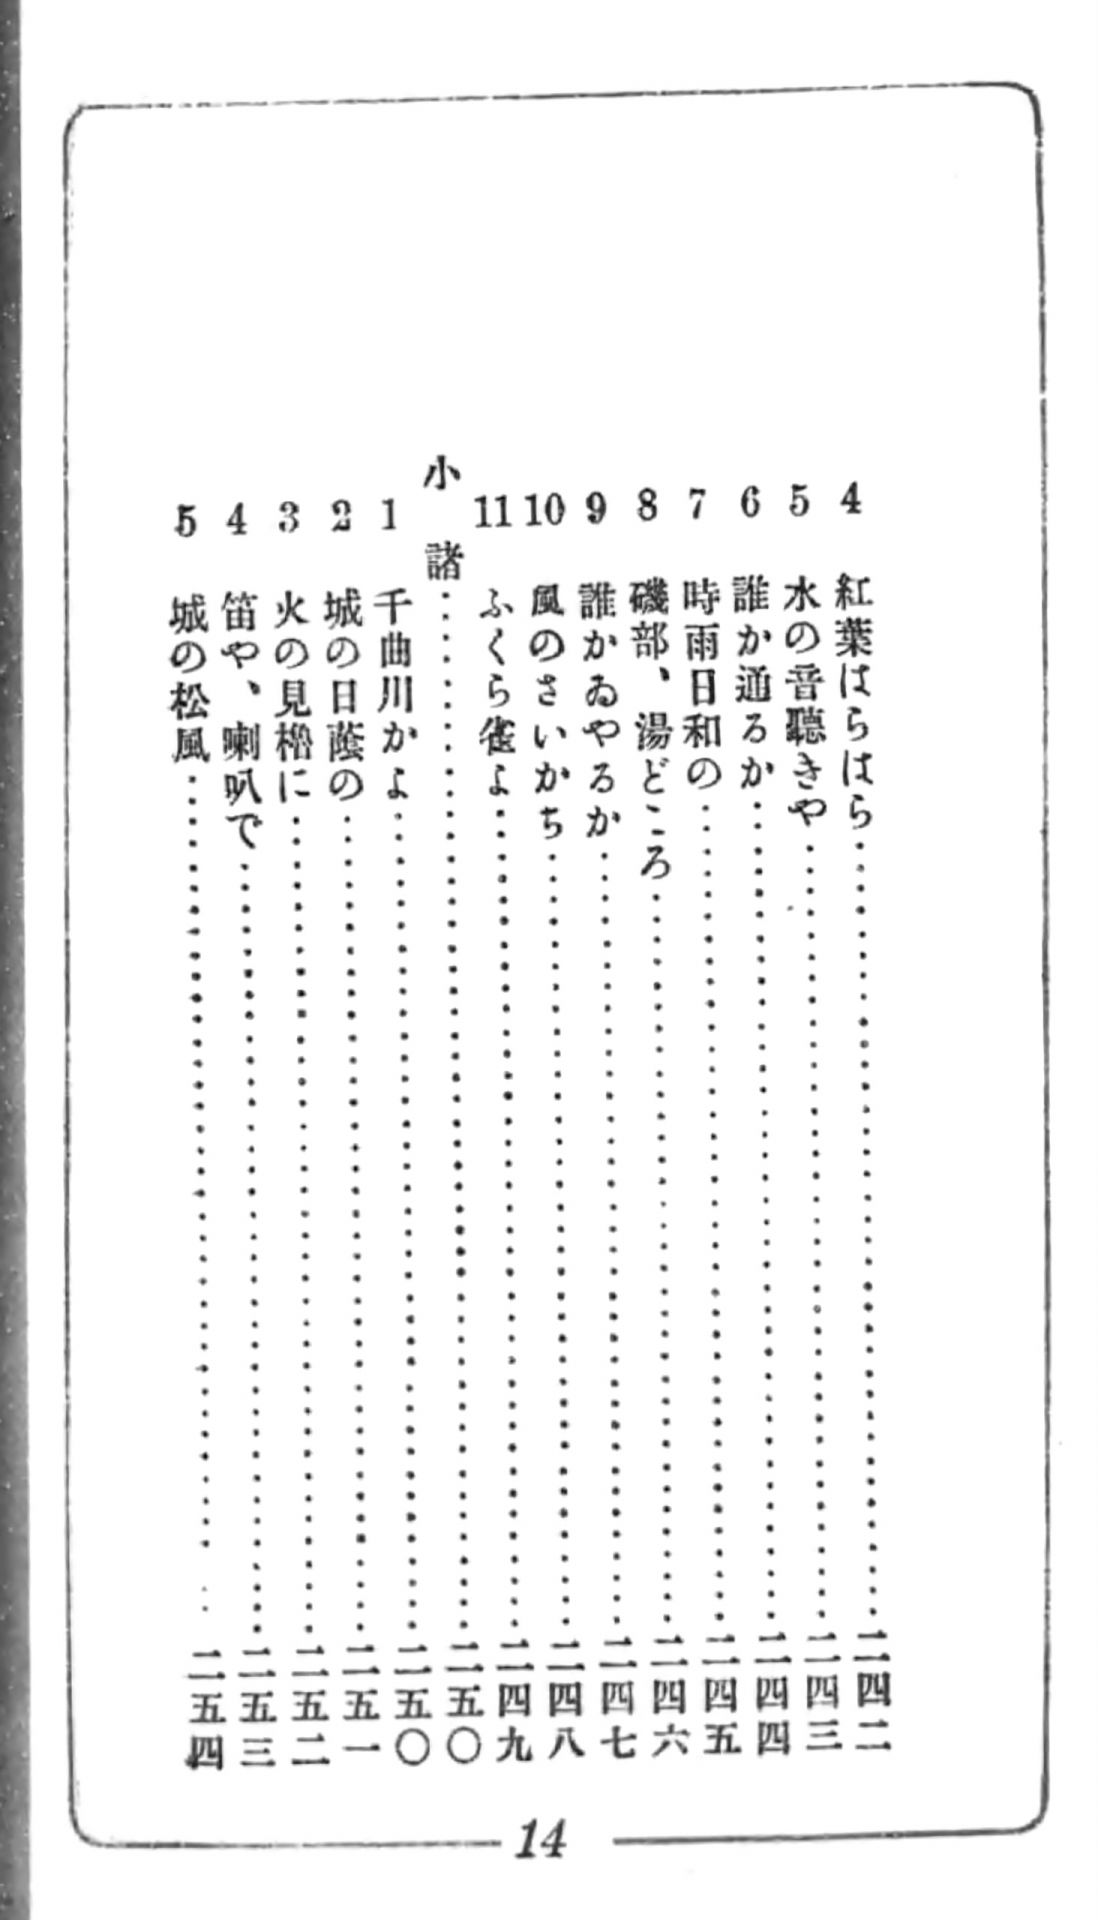 4 紅葉はらはら……二四二
5 水の音聽きや……二四三
6 誰か通るか……二四四
7 時雨日和の……二四五
8 磯部、湯どころ……二四六
9 誰かゐやるか……二四七
10 風のさいかち……二四八
11 ふくら雀よ……二四九
小諸……二五〇
1 千曲川かよ……二五〇
2 城の日蔭の……二五一
3 火の見櫓に……二五二
4 笛や、喇叭で……二五三
5 城の松風……二五四
14